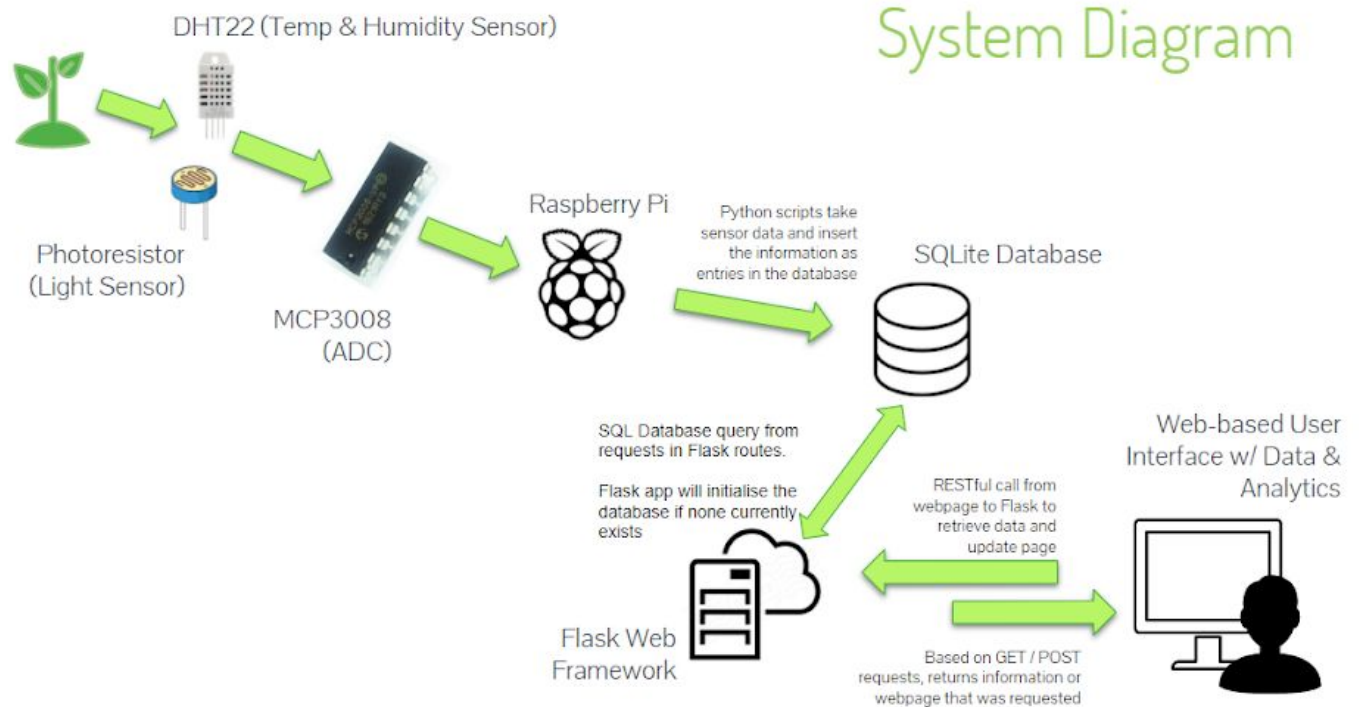 System Diagram
DHT22 (Temp & Humidity Sensor)
Photoresistor
(Light Sensor)
MCP3008
(ADC)
Raspberry Pi
Python scripts take
sensor data and insert
the information as
entries in the database
SQLite Database
SQL Database query from
requests in Flask routes.
Flask app will initialise the
database if none currently
exists
Flask Web
Framework
RESTful call from
webpage to Flask to
retrieve data and
update page
Web-based User
Interface w/ Data &
Analytics
Based on GET / POST
requests, returns information or
webpage that was requested